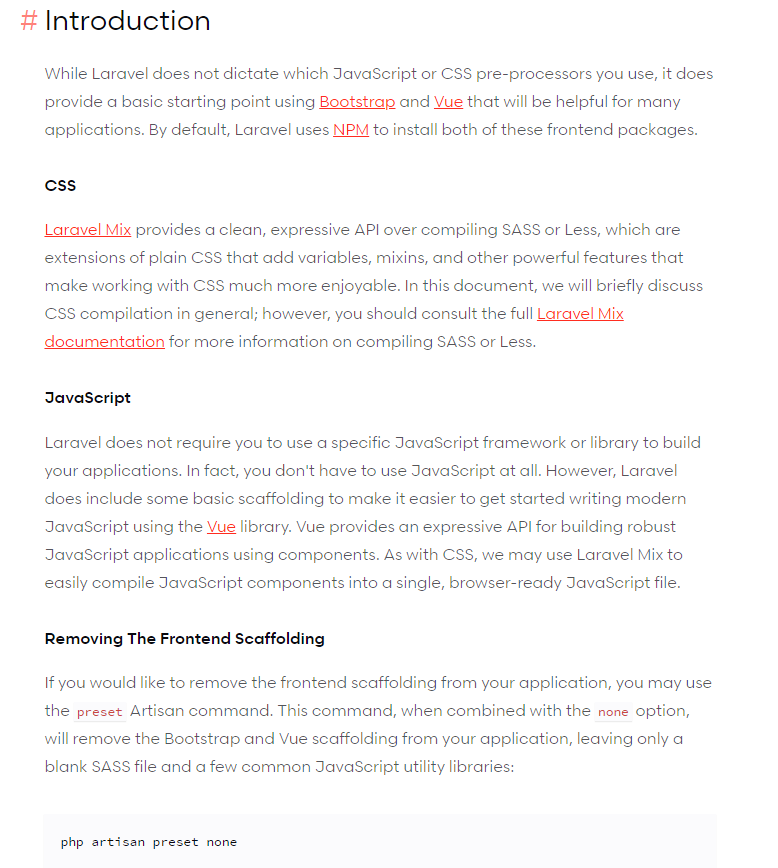 # Introduction
While Laravel does not dictate which JavaScript or CSS pre-processors you use, it does
provide a basic starting point using Bootstrap and Vue that will be helpful for many
applications. By default, Laravel uses NPM to install both of these frontend packages.
CSS
Laravel Mix provides a clean, expressive API over compiling SASS or Less, which are
extensions of plain CSS that add variables, mixins, and other powerful features that
make working with CSS much more enjoyable. In this document, we will briefly discuss
CSS compilation in general; however, you should consult the full Laravel Mix
documentation for more information on compiling SASS or Less.
JavaScript
Laravel does not require you to use a specific JavaScript framework or library to build
your applications. In fact, you don't have to use JavaScript at all. However, Laravel
does include some basic scaffolding to make it easier to get started writing modern
JavaScript using the Vue library. Vue provides an expressive API for building robust
JavaScript applications using components. As with CSS, we may use Laravel Mix to
easily compile JavaScript components into a single, browser-ready JavaScript file.
Removing The Frontend Scaffolding
If you would like to remove the frontend scaffolding from your application, you may use
the preset Artisan command. This command, when combined with the none option,
will remove the Bootstrap and Vue scaffolding from your application, leaving only a
blank SASS file and a few common JavaScript utility libraries:
php artisan preset none